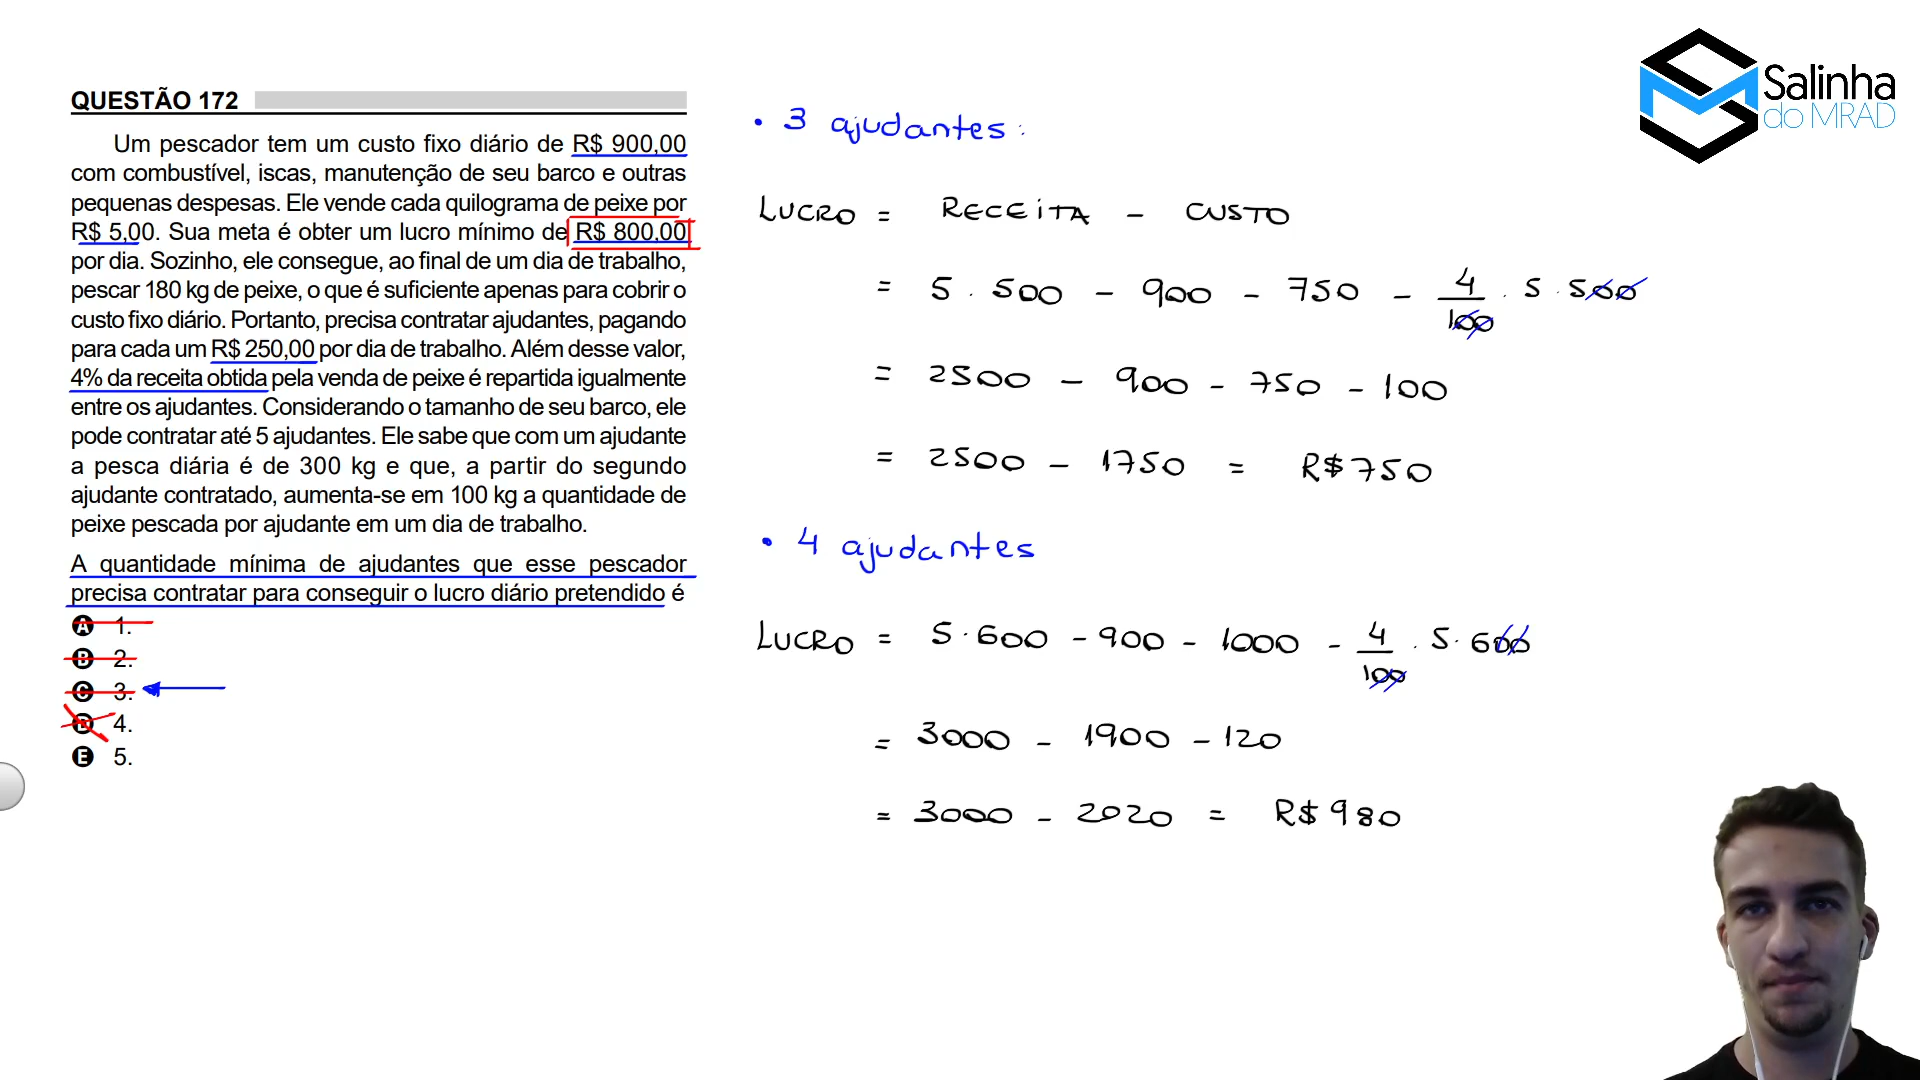 QUESTÃO 172
Um pescador tem um custo fixo diário de R$ 900,00
com combustível, iscas, manutenção de seu barco e outras
pequenas despesas. Ele vende cada quilograma de peixe por
R$ 5,00. Sua meta é obter um lucro mínimo de R$ 800,00
por dia. Sozinho, ele consegue, ao final de um dia de trabalho,
pescar 180 kg de peixe, o que é suficiente apenas para cobrir o
custo fixo diário. Portanto, precisa contratar ajudantes, pagando
para cada um R$ 250,00 por dia de trabalho. Além desse valor,
4% da receita obtida pela venda de peixe é repartida igualmente
entre os ajudantes. Considerando o tamanho de seu barco, ele
pode contratar até 5 ajudantes. Ele sabe que com um ajudante
a pesca diária é de 300 kg e que, a partir do segundo
ajudante contratado, aumenta-se em 100 kg a quantidade de
peixe pescada por ajudante em um dia de trabalho.
A quantidade mínima de ajudantes que esse pescador
precisa contratar para conseguir o lucro diário pretendido é
A 1.
B 2.
C 3.
D 4.
E 5.
• 3 ajudantes:
LUCRO = RECEITA - CUSTO
= 5 . 500 - 900 - 750 - 4/100 . 5 . 500
= 2500 - 900 - 750 - 100
= 2500 - 1750 = R$ 750
• 4 ajudantes
LUCRO = 5 . 600 - 900 - 1000 - 4/100 . 5 . 600
= 3000 - 1900 - 120
= 3000 - 2020 = R$ 980
Salinha
do MRAD